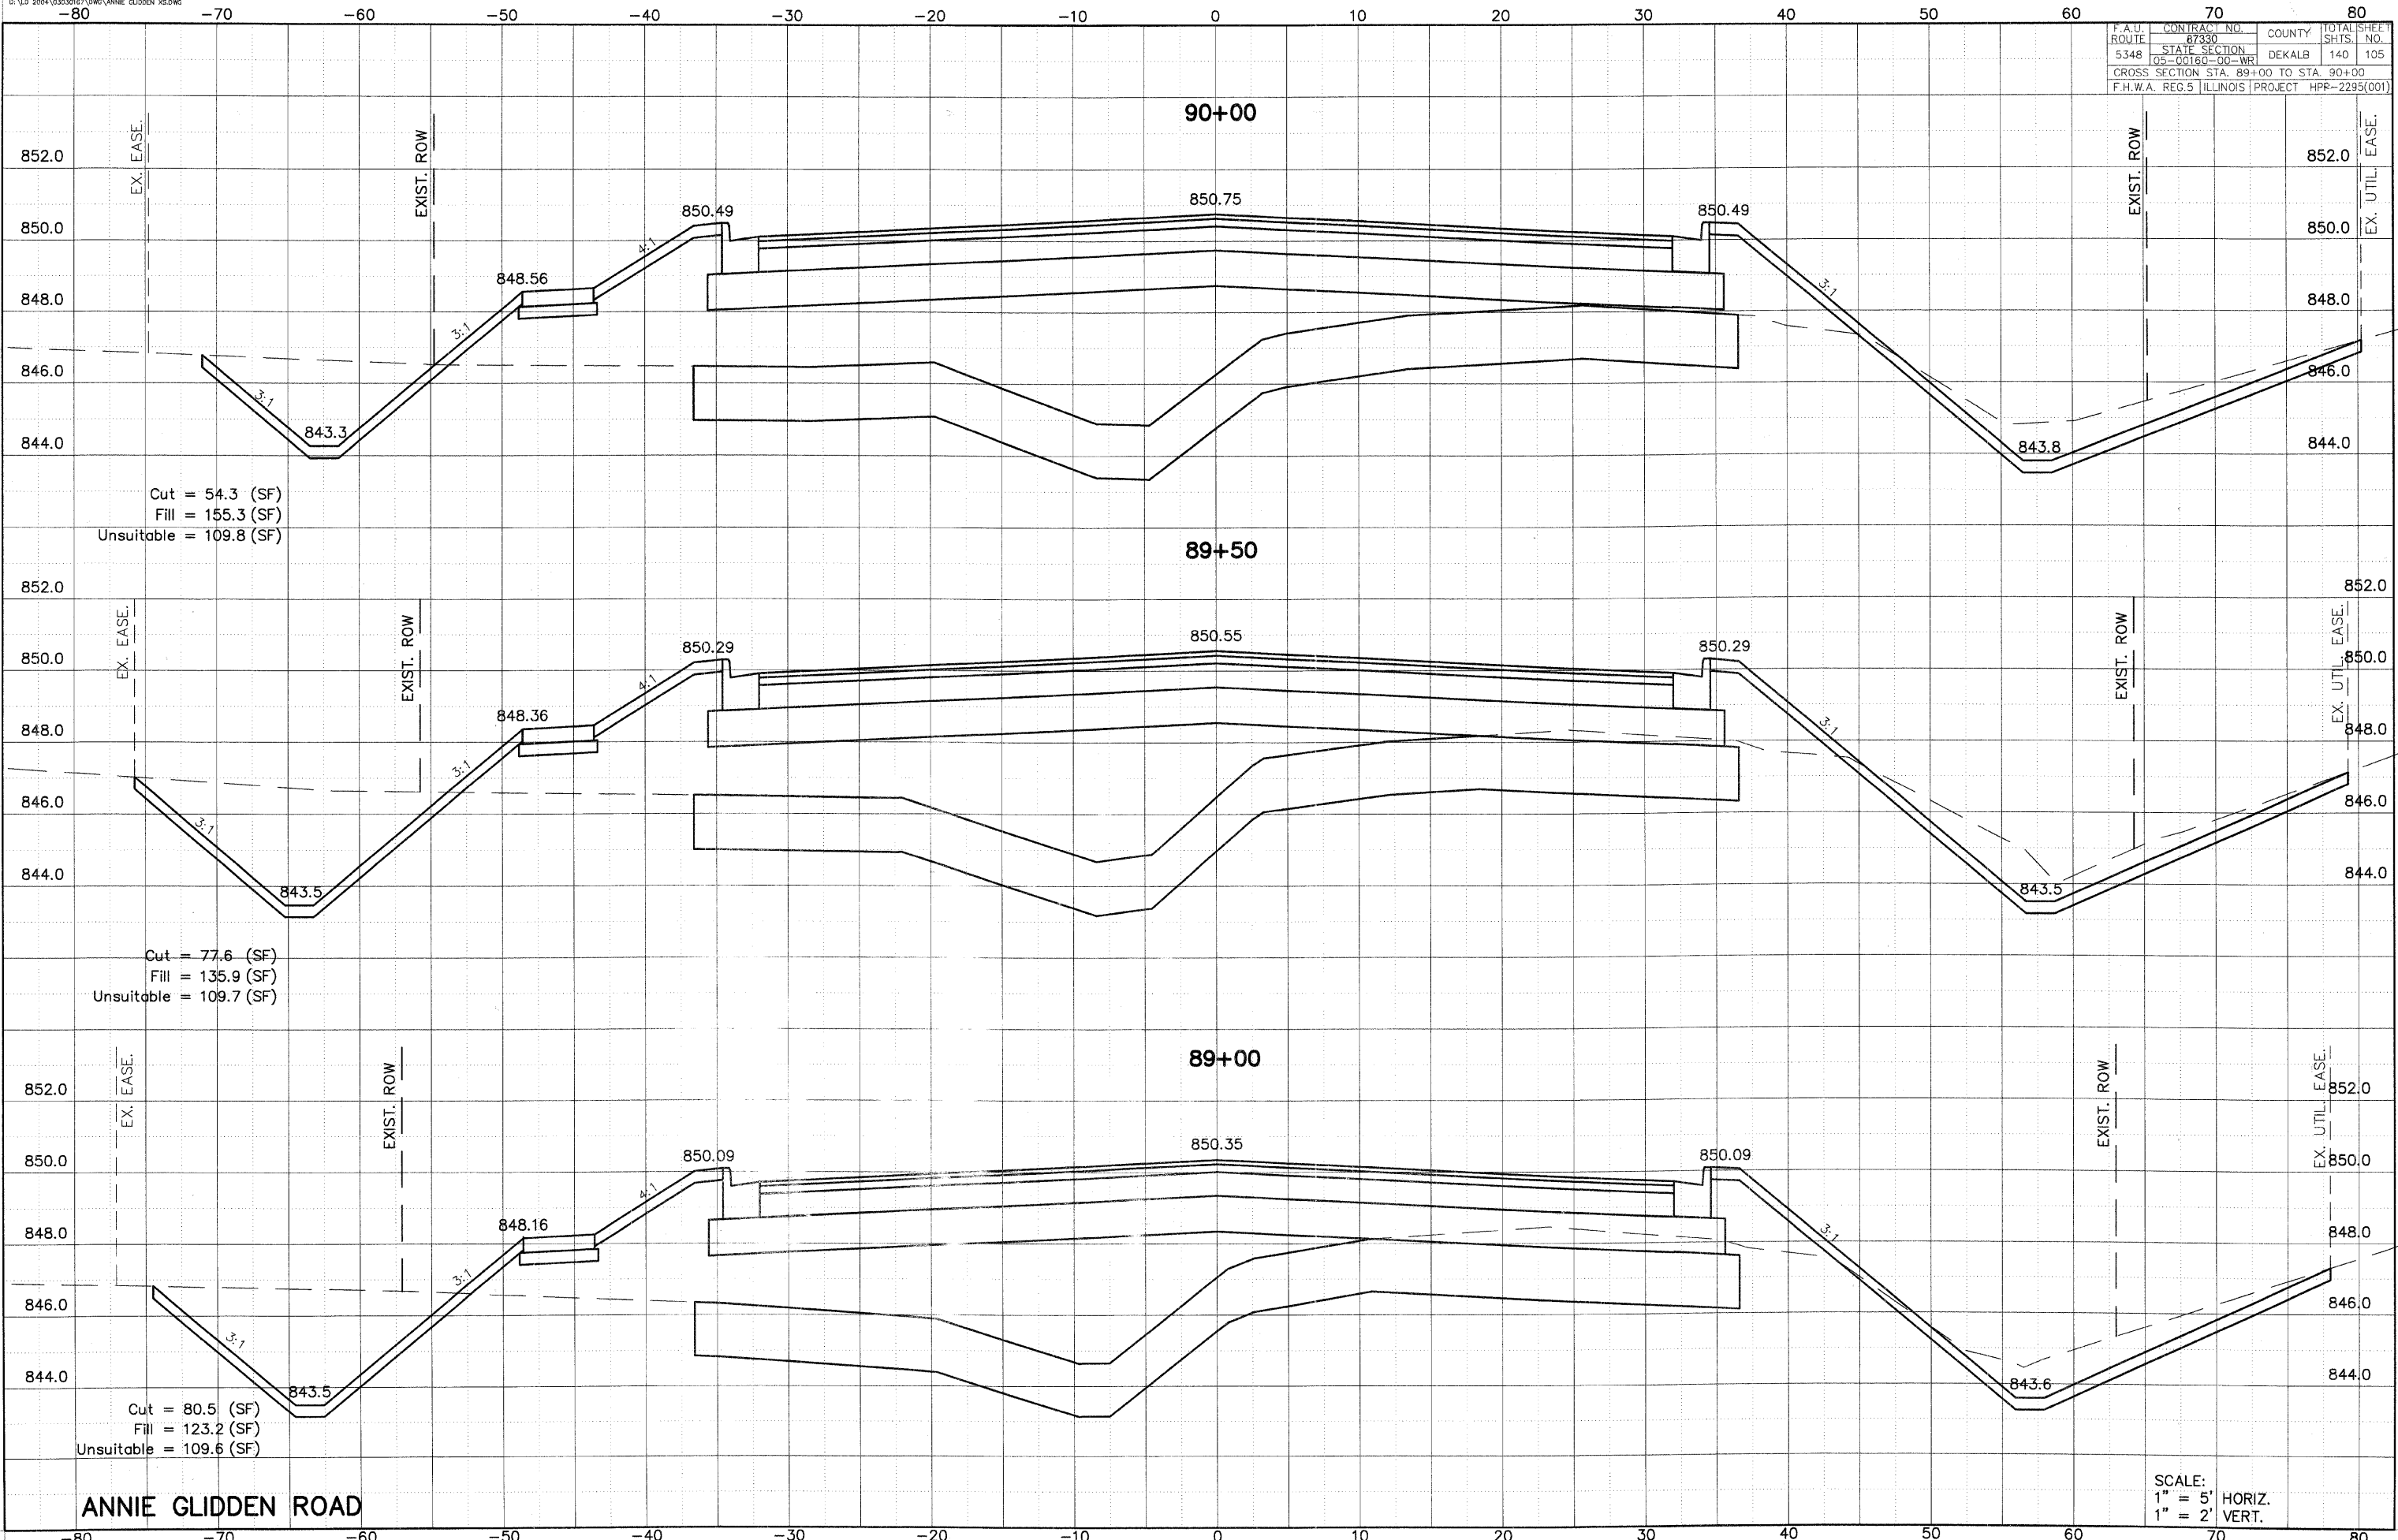 D: \LD 2004\03030167\DWG\ANNIE GLIDDEN XS.DWG
-80 -70 -60 -50 -40 -30 -20 -10 0 10 20 30 40 50 60 70 80
F.A.U. ROUTE CONTRACT NO. 87330 COUNTY TOTAL SHTS. SHEET NO.
5348 STATE SECTION 05-00160-00-WR DEKALB 140 105
CROSS SECTION STA. 89+00 TO STA. 90+00
F.H.W.A. REG.5 ILLINOIS PROJECT HPR-2295(001)
90+00
EX. EASE.
EXIST. ROW
EXIST. ROW
EX. UTIL. EASE.
852.0 852.0
850.49 850.75 850.49
850.0 4:1 850.0
848.56
848.0 3:1 3:1 848.0
846.0 846.0
3:1
843.3 843.8
844.0 844.0
Cut = 54.3 (SF)
Fill = 155.3 (SF)
Unsuitable = 109.8 (SF)
89+50
852.0 852.0
EX. EASE.
EXIST. ROW
EXIST. ROW
EX. UTIL. EASE.
850.29 850.55 850.29
850.0 4:1 850.0
848.36
848.0 3:1 3:1 848.0
846.0 846.0
3:1
844.0 844.0
843.5 843.5
Cut = 77.6 (SF)
Fill = 135.9 (SF)
Unsuitable = 109.7 (SF)
89+00
EX. EASE.
EXIST. ROW
EXIST. ROW
EX. UTIL. EASE.
852.0 852.0
850.09 850.35 850.09
850.0 4:1 850.0
848.16
848.0 3:1 3:1 848.0
846.0 846.0
3:1
844.0 844.0
843.5 843.6
Cut = 80.5 (SF)
Fill = 123.2 (SF)
Unsuitable = 109.6 (SF)
ANNIE GLIDDEN ROAD
SCALE:
1" = 5' HORIZ.
1" = 2' VERT.
-80 -70 -60 -50 -40 -30 -20 -10 0 10 20 30 40 50 60 70 80